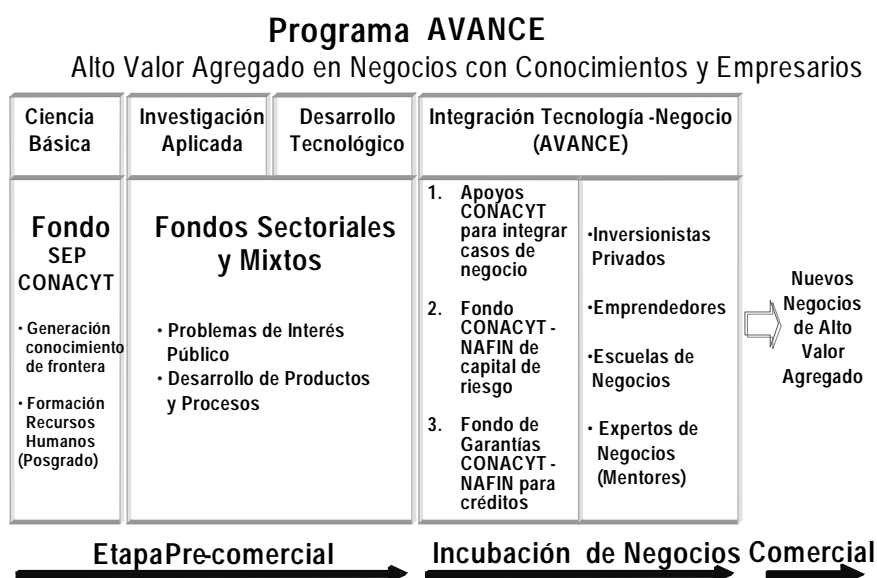 Programa AVANCE
Alto Valor Agregado en Negocios con Conocimientos y Empresarios
Ciencia
Básica
Investigación
Aplicada
Desarrollo
Tecnológico
Integración Tecnología -Negocio
(AVANCE)
Fondo
SEP
CONACYT
• Generación
conocimiento
de frontera
• Formación
Recursos
Humanos
(Posgrado)
Fondos Sectoriales
y Mixtos
• Problemas de Interés
Público
• Desarrollo de Productos
y Procesos
1. Apoyos
CONACYT
para integrar
casos de
negocio
2. Fondo
CONACYT -
NAFIN de
capital de
riesgo
3. Fondo de
Garantías
CONACYT -
NAFIN para
créditos
•Inversionistas
Privados
•Emprendedores
•Escuelas de
Negocios
• Expertos de
Negocios
(Mentores)
Nuevos
Negocios
de Alto
Valor
Agregado
EtapaPre-comercial
Incubación de Negocios
Comercial